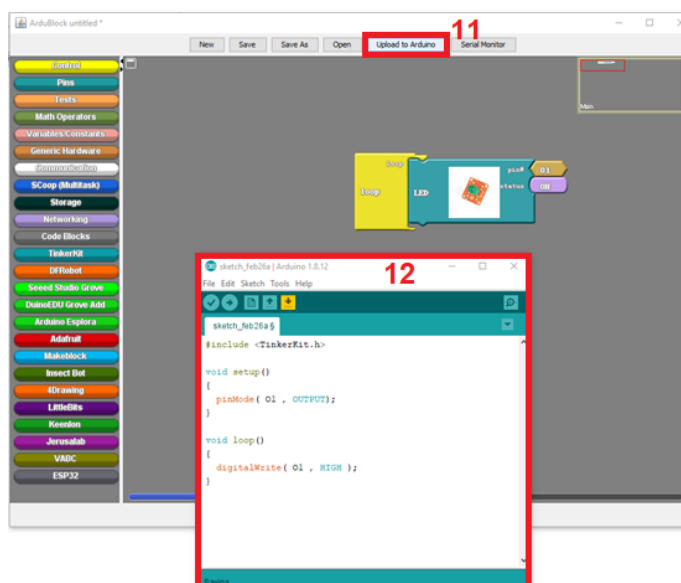 ArduBlock untitled *
11
New Save Save As Open Upload to Arduino Serial Monitor
Control
Pins
Tests
Math Operators
Variables/Constants
Generic Hardware
Communication
SCoop (Multitask)
Storage
Networking
Code Blocks
TinkerKit
DFRobot
Seeed Studio Grove
DuinoEDU Grove Add
Arduino Esplora
Adafruit
Makeblock
Insect Bot
4Drawing
LittleBits
Keenlon
Jerusalab
VABC
ESP32
Main
loop
loop
LED
pin#
O1
status
ON
sketch_feb26a | Arduino 1.8.12
12
File Edit Sketch Tools Help
sketch_feb26a §
#include <TinkerKit.h>
void setup()
{
pinMode( O1 , OUTPUT);
}
void loop()
{
digitalWrite( O1 , HIGH );
}
Saving